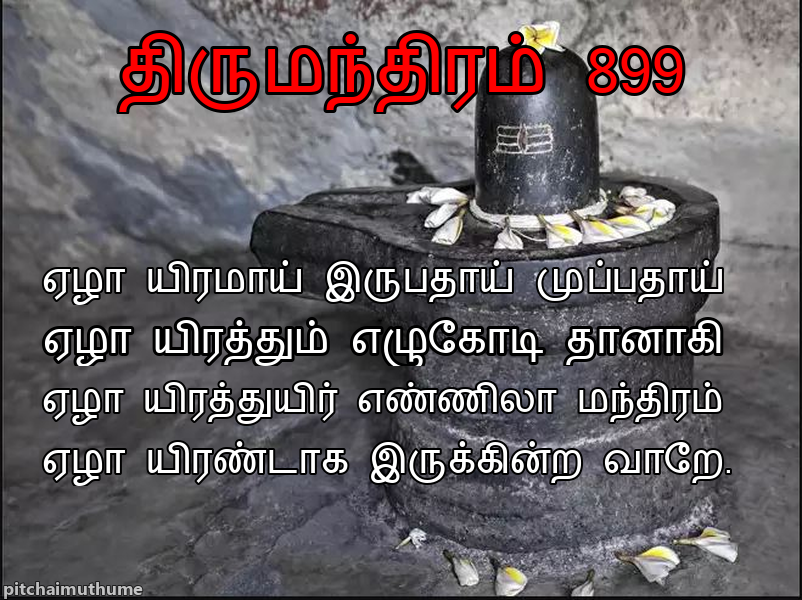 திருமந்திரம் 899
ஏழா யிரமாய் இருபதாய் முப்பதாய்
ஏழா யிரத்தும் எழுகோடி தானாகி
ஏழா யிரத்துயிர் எண்ணிலா மந்திரம்
ஏழா யிரண்டாக இருக்கின்ற வாறே.
pitchaimuthume